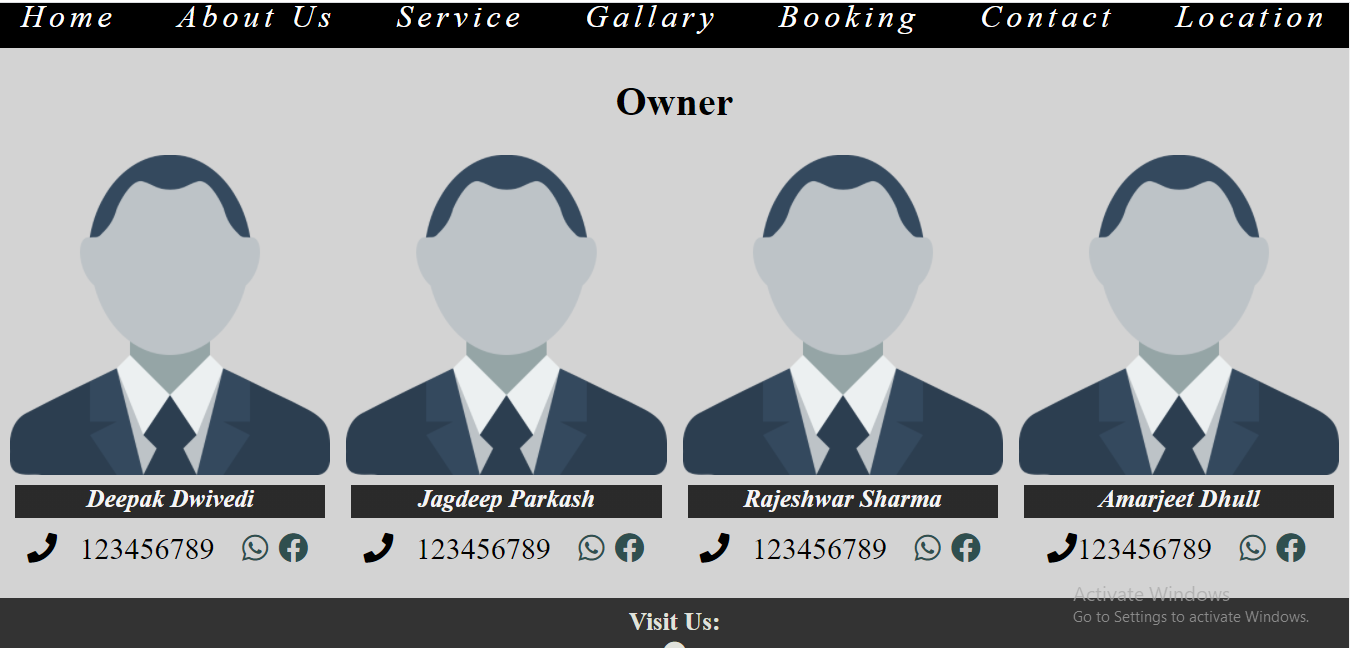 Home About Us Service Gallary Booking Contact Location
Owner
Deepak Dwivedi Jagdeep Parkash Rajeshwar Sharma Amarjeet Dhull
123456789 123456789 123456789 123456789
Activate Windows
Go to Settings to activate Windows.
Visit Us: